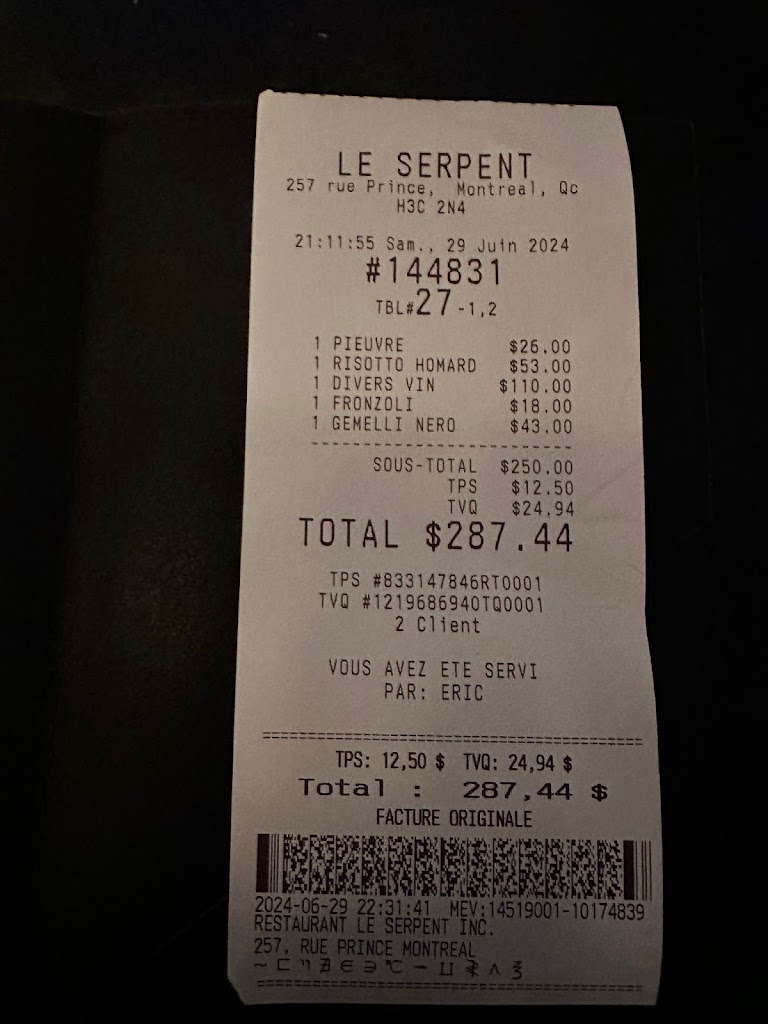 LE SERPENT
257 rue Prince, Montreal, Qc
H3C 2N4
21:11:55 Sam., 29 Juin 2024
#144831
TBL#27-1,2
1 PIEUVRE $26.00
1 RISOTTO HOMARD $53.00
1 DIVERS VIN $110.00
1 FRONZOLI $18.00
1 GEMELLI NERO $43.00
SOUS-TOTAL $250.00
TPS $12.50
TVQ $24.94
TOTAL $287.44
TPS #833147846RT0001
TVQ #1219686940TQ0001
2 Client
VOUS AVEZ ETE SERVI
PAR: ERIC
TPS: 12,50 $ TVQ: 24,94 $
Total : 287,44 $
FACTURE ORIGINALE
2024-06-29 22:31:41 MEV:14519001-10174839
RESTAURANT LE SERPENT INC.
257, RUE PRINCE MONTREAL